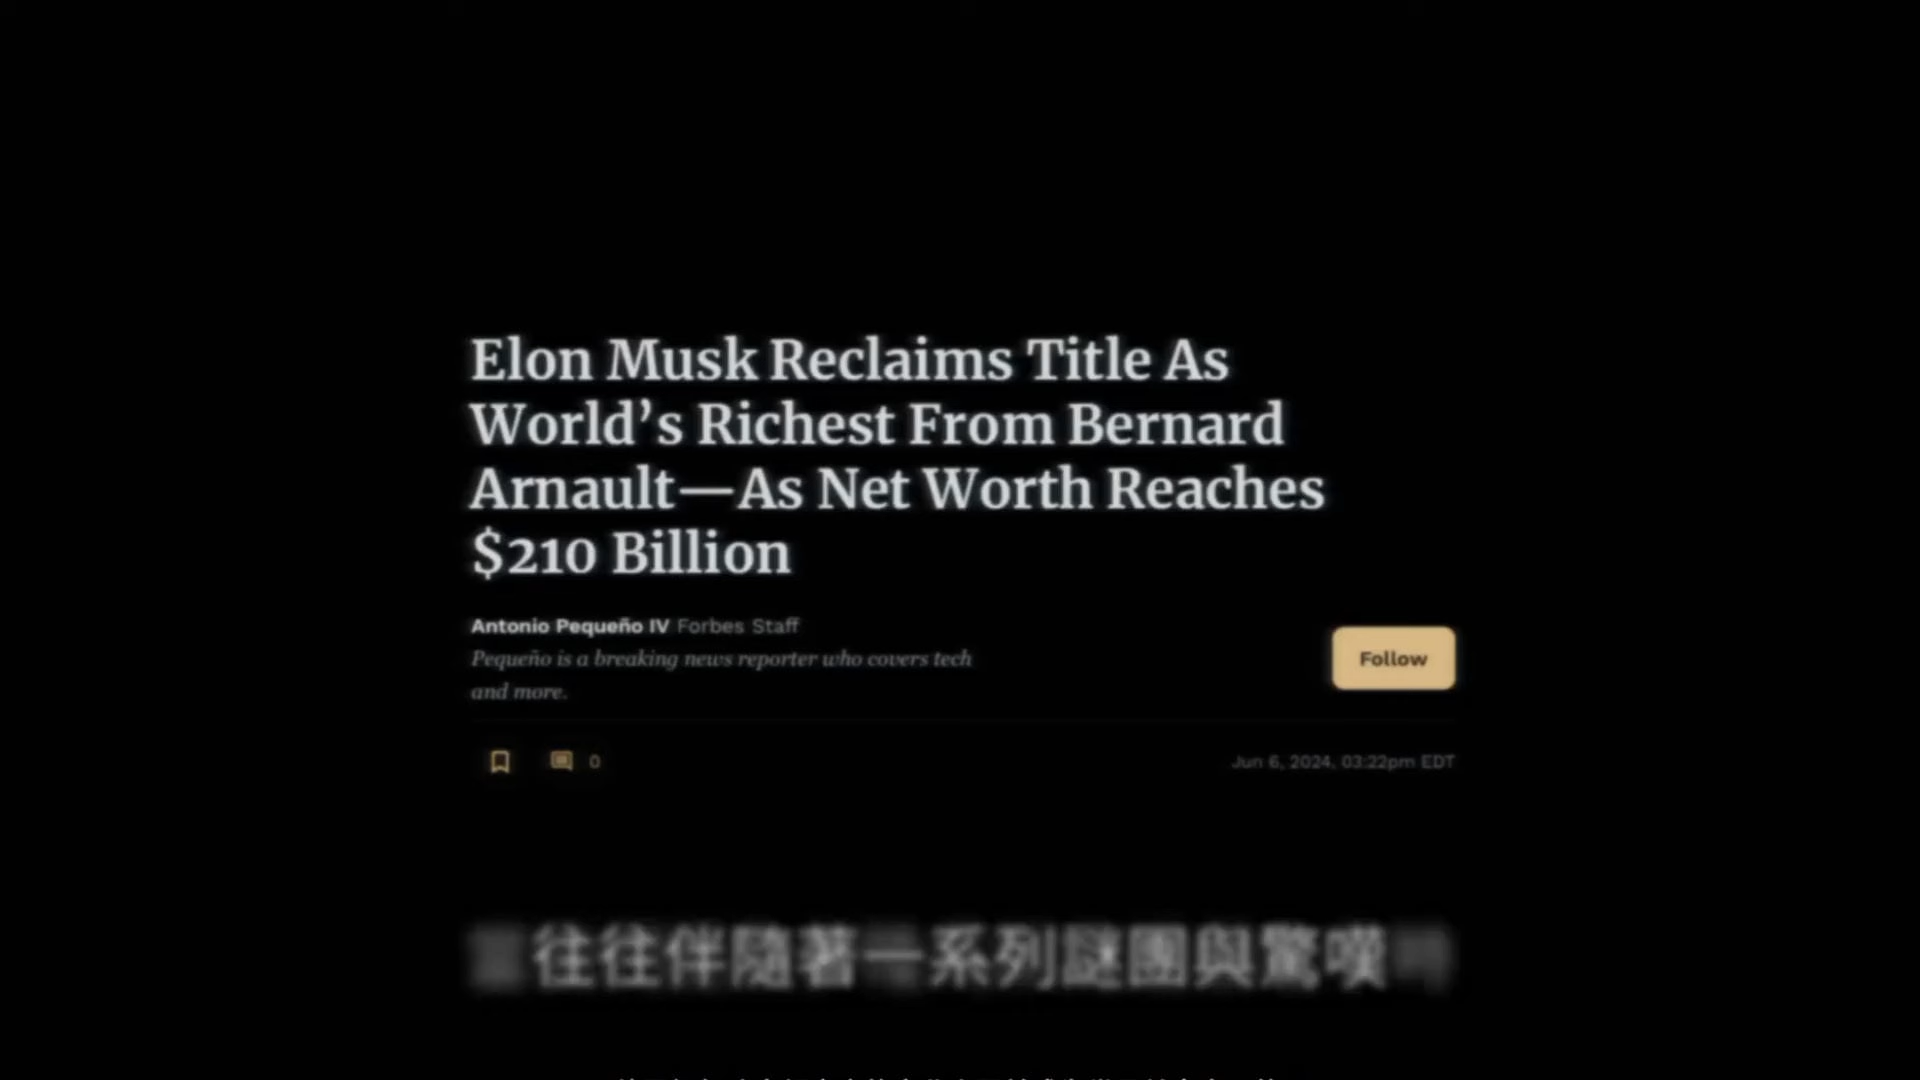 Elon Musk Reclaims Title As
World’s Richest From Bernard
Arnault—As Net Worth Reaches
$210 Billion
Antonio Pequeño IV Forbes Staff
Pequeño is a breaking news reporter who covers tech
and more.
Follow
0
Jun 6, 2024, 03:22pm EDT
往往伴隨著一系列謎團與驚嘆